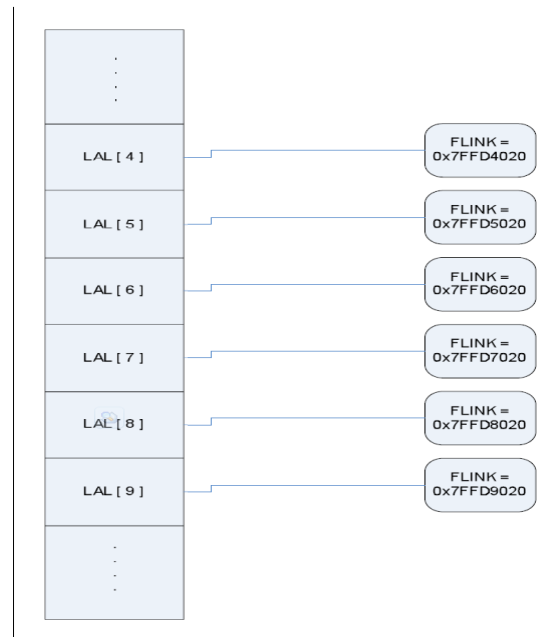 LAL [ 4 ]
FLINK =
0x7FFD4020
LAL [ 5 ]
FLINK =
0x7FFD5020
LAL [ 6 ]
FLINK =
0x7FFD6020
LAL [ 7 ]
FLINK =
0x7FFD7020
LAL [ 8 ]
FLINK =
0x7FFD8020
LAL [ 9 ]
FLINK =
0x7FFD9020